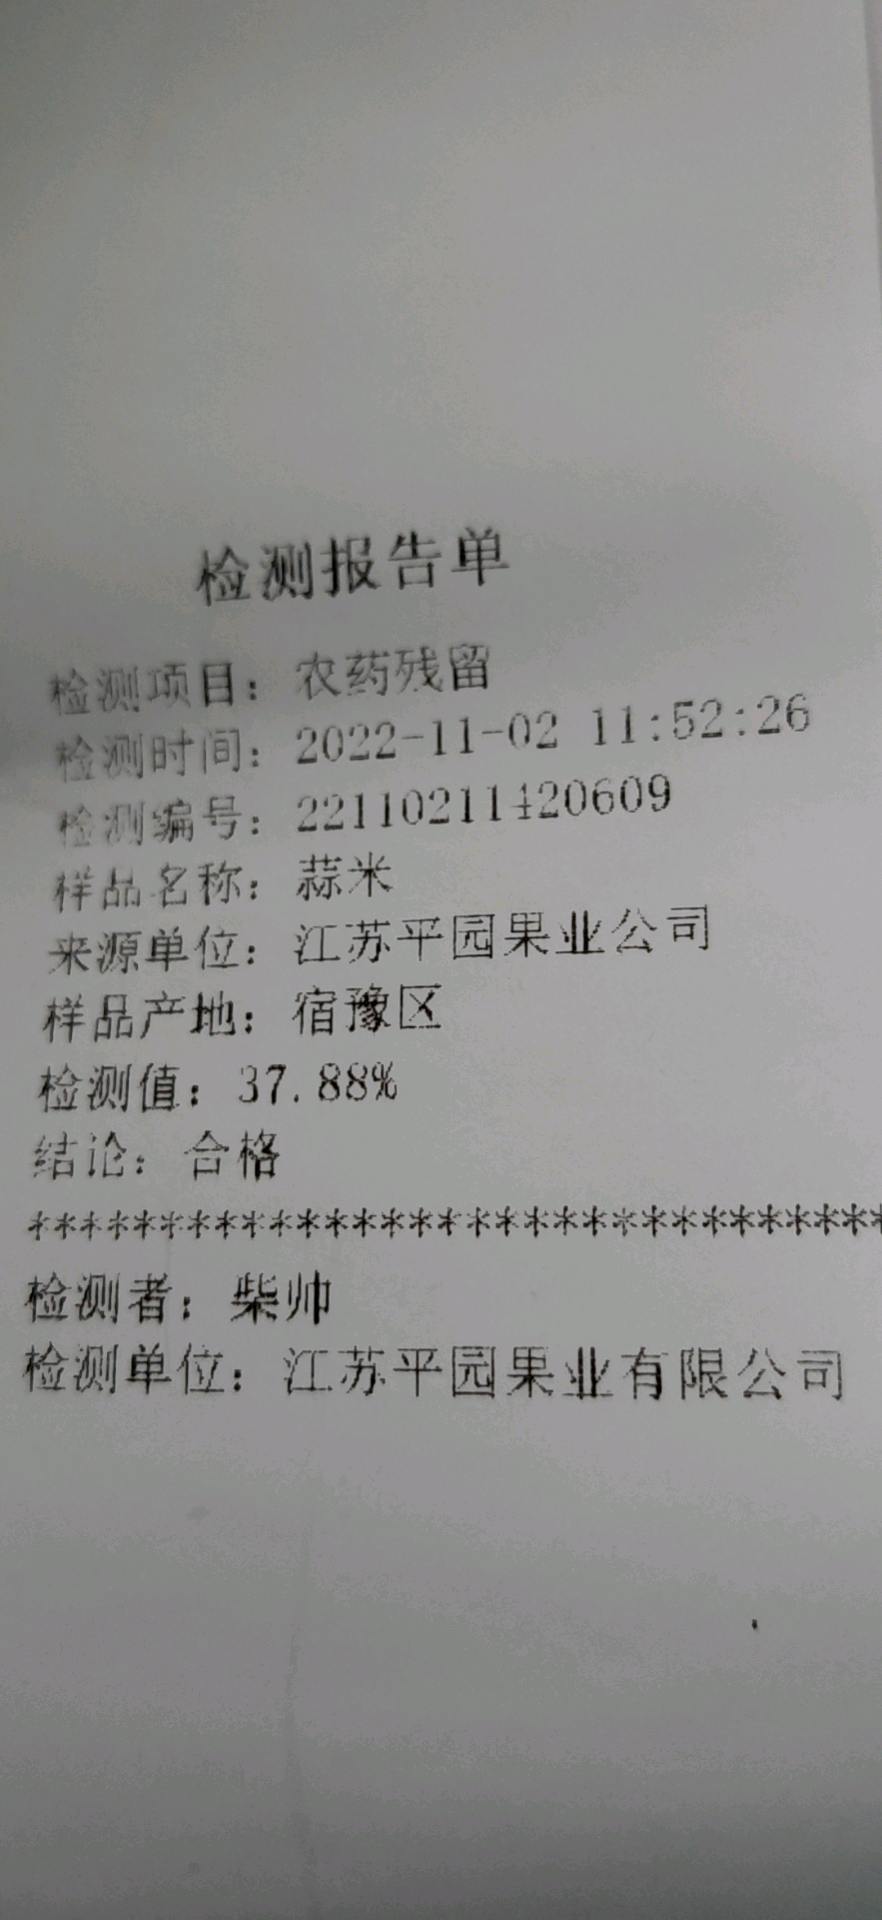 检测报告单
检测项目：农药残留
检测时间：2022-11-02 11:52:26
检测编号：22110211420609
样品名称：蒜米
来源单位：江苏平园果业公司
样品产地：宿豫区
检测值：37.88%
结论：合格
********************************
检测者：柴帅
检测单位：江苏平园果业有限公司